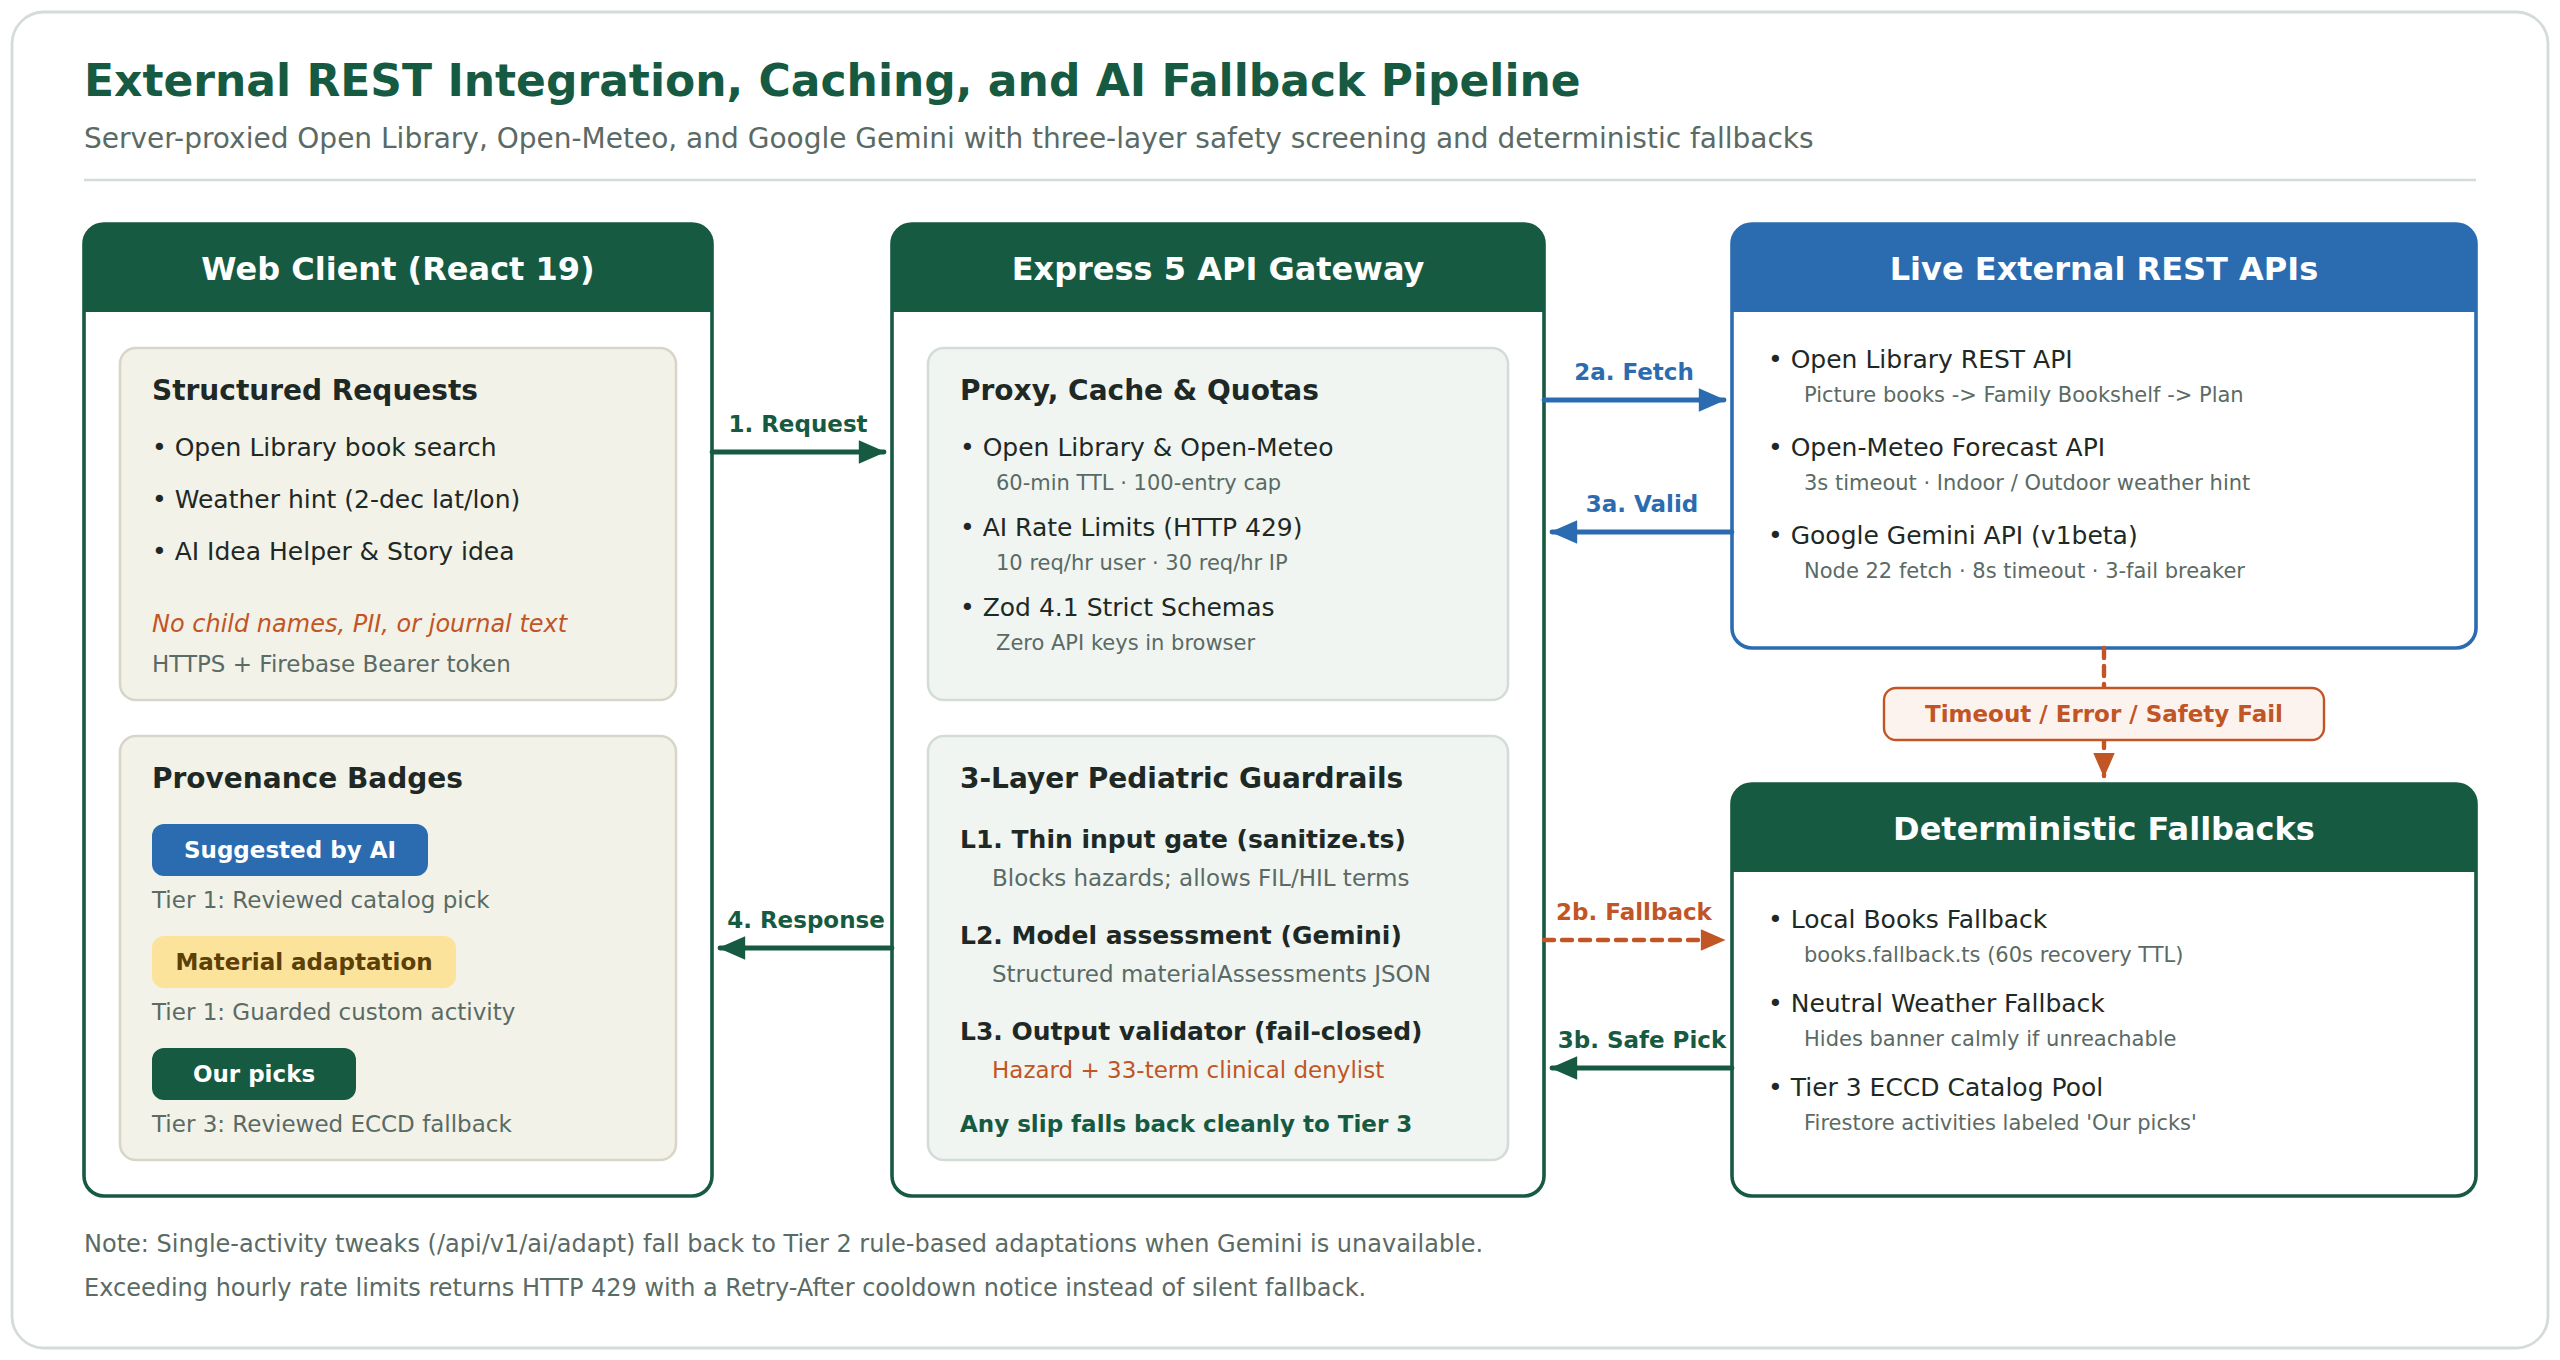 External REST Integration, Caching, and AI Fallback Pipeline
Server-proxied Open Library, Open-Meteo, and Google Gemini with three-layer safety screening and deterministic fallbacks
Web Client (React 19)
Structured Requests
• Open Library book search
• Weather hint (2-dec lat/lon)
• AI Idea Helper & Story idea
No child names, PII, or journal text
HTTPS + Firebase Bearer token
Provenance Badges
Suggested by AI
Tier 1: Reviewed catalog pick
Material adaptation
Tier 1: Guarded custom activity
Our picks
Tier 3: Reviewed ECCD fallback
1. Request
4. Response
Express 5 API Gateway
Proxy, Cache & Quotas
• Open Library & Open-Meteo
60-min TTL · 100-entry cap
• AI Rate Limits (HTTP 429)
10 req/hr user · 30 req/hr IP
• Zod 4.1 Strict Schemas
Zero API keys in browser
3-Layer Pediatric Guardrails
L1. Thin input gate (sanitize.ts)
Blocks hazards; allows FIL/HIL terms
L2. Model assessment (Gemini)
Structured materialAssessments JSON
L3. Output validator (fail-closed)
Hazard + 33-term clinical denylist
Any slip falls back cleanly to Tier 3
2a. Fetch
3a. Valid
2b. Fallback
3b. Safe Pick
Live External REST APIs
• Open Library REST API
Picture books -> Family Bookshelf -> Plan
• Open-Meteo Forecast API
3s timeout · Indoor / Outdoor weather hint
• Google Gemini API (v1beta)
Node 22 fetch · 8s timeout · 3-fail breaker
Timeout / Error / Safety Fail
Deterministic Fallbacks
• Local Books Fallback
books.fallback.ts (60s recovery TTL)
• Neutral Weather Fallback
Hides banner calmly if unreachable
• Tier 3 ECCD Catalog Pool
Firestore activities labeled 'Our picks'
Note: Single-activity tweaks (/api/v1/ai/adapt) fall back to Tier 2 rule-based adaptations when Gemini is unavailable.
Exceeding hourly rate limits returns HTTP 429 with a Retry-After cooldown notice instead of silent fallback.